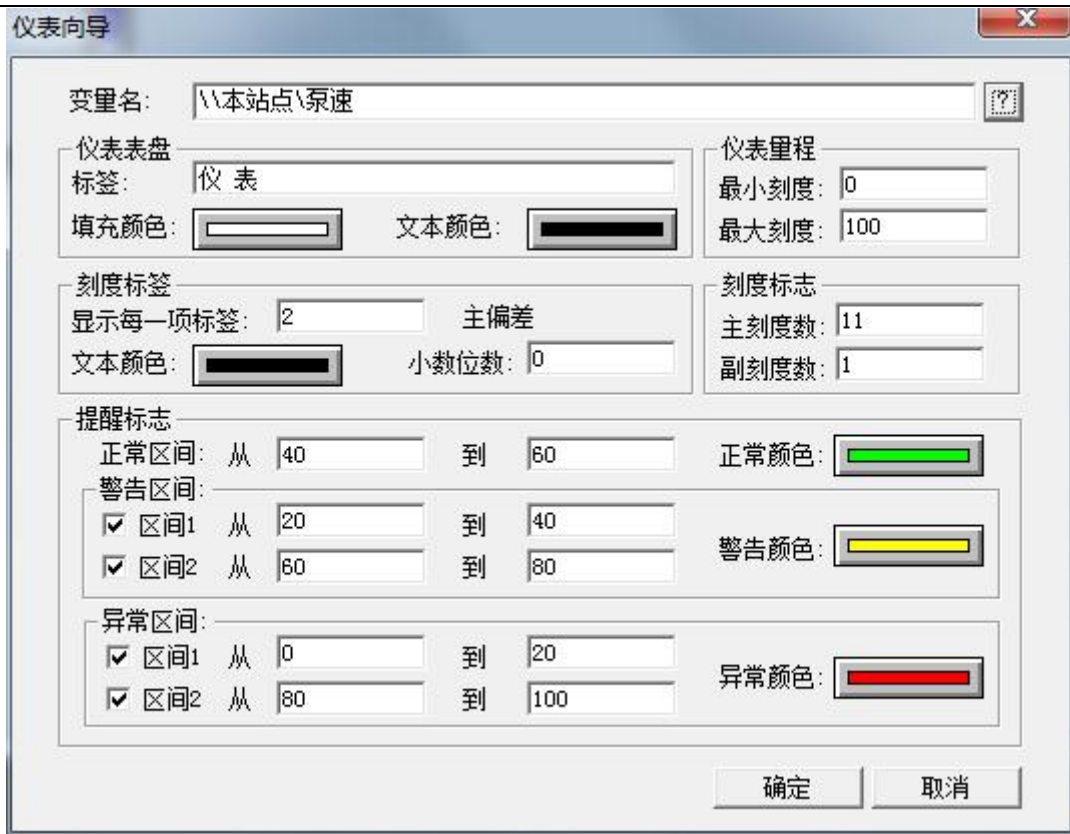 仪表向导
变量名: \\本站点\泵速 ?
仪表表盘
标签: 仪 表
填充颜色: 文本颜色:
仪表量程
最小刻度: 0
最大刻度: 100
刻度标签
显示每一项标签: 2 主偏差
文本颜色: 小数位数: 0
刻度标志
主刻度数: 11
副刻度数: 1
提醒标志
正常区间: 从 40 到 60 正常颜色:
警告区间:
区间1 从 20 到 40
区间2 从 60 到 80
警告颜色:
异常区间:
区间1 从 0 到 20
区间2 从 80 到 100
异常颜色:
确定 取消